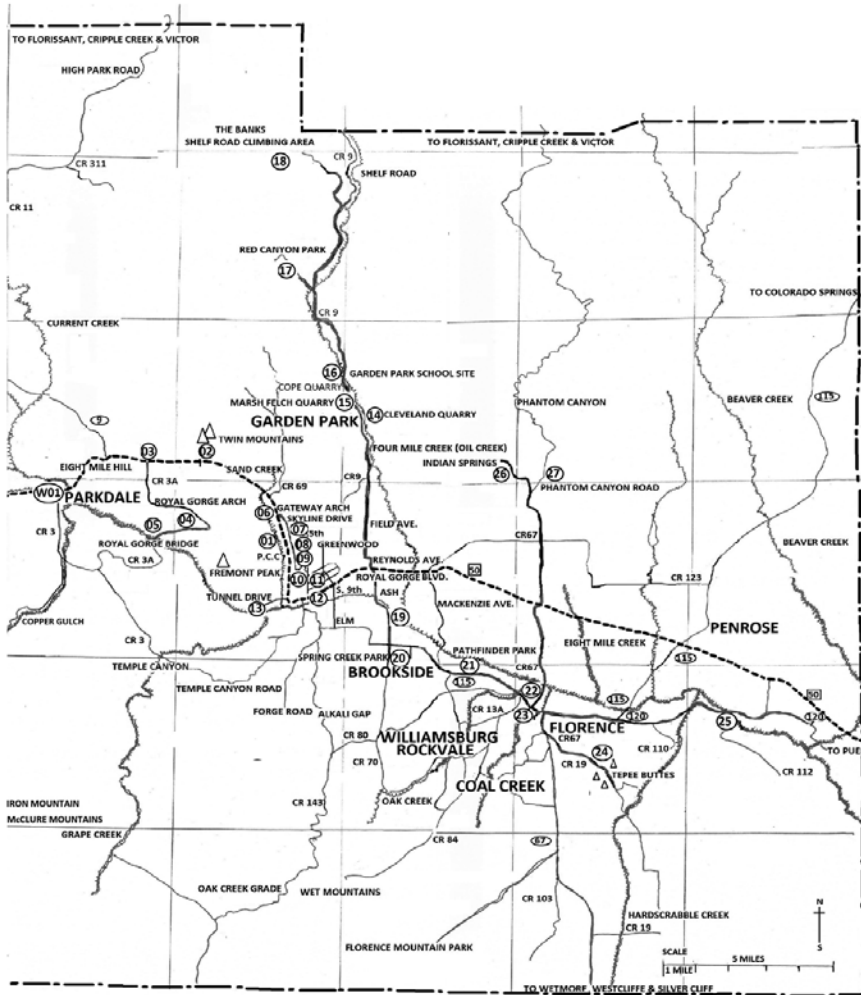 TO FLORISSANT, CRIPPLE CREEK & VICTOR
HIGH PARK ROAD
THE BANKS
SHELF ROAD CLIMBING AREA
TO FLORISSANT, CRIPPLE CREEK & VICTOR
18
CR 9
CR 311
SHELF ROAD
CR 11
RED CANYON PARK
17
TO COLORADO SPRINGS
CR 9
CURRENT CREEK
16
GARDEN PARK SCHOOL SITE
COPE QUARRY
BEAVER CREEK
115
MARSH FELCH QUARRY
15
PHANTOM CANYON
14
CLEVELAND QUARRY
GARDEN PARK
9
TWIN MOUNTAINS
03
02
FOUR MILE CREEK (OIL CREEK)
EIGHT MILE HILL
SAND CREEK
INDIAN SPRINGS
26
27
CR 3A
CR 69
CR9
PHANTOM CANYON ROAD
W01
PARKDALE
ROYAL GORGE ARCH
06
GATEWAY ARCH
05
04
SKYLINE DRIVE
FIELD AVE.
07
5th
CR 3
01
08
GREENWOOD
CR67
ROYAL GORGE BRIDGE
BEAVER CREEK
P.C.C
09
CR 3A
REYNOLDS AVE.
FREMONT PEAK
10
11
ROYAL GORGE BLVD.
50
CR 123
TUNNEL DRIVE
12
S. 9th
ASH
13
MACKENZIE AVE.
COPPER GULCH
19
ELM
PENROSE
CR 3
EIGHT MILE CREEK
PATHFINDER PARK
SPRING CREEK PARK
20
21
CR67
115
TEMPLE CANYON
BROOKSIDE
TEMPLE CANYON ROAD
115
22
115
50
FORGE ROAD
ALKALI GAP
CR 13A
23
120
25
120
WILLIAMSBURG
FLORENCE
CR 80
ROCKVALE
CR67
24
CR 110
TO PUE
CR 70
CR 19
TEPEE BUTTES
CR 112
COAL CREEK
OAK CREEK
IRON MOUNTAIN
CR 143
McCLURE MOUNTAINS
GRAPE CREEK
CR 84
67
OAK CREEK GRADE
WET MOUNTAINS
CR 103
N
HARDSCRABBLE CREEK
CR 19
S
FLORENCE MOUNTAIN PARK
SCALE
1 MILE
5 MILES
TO WETMORE, WESTCLIFFE & SILVER CLIFF